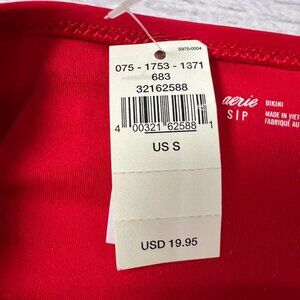 S970-0004
075 - 1753 - 1371
683
32162588
4 00321 62588 1
US S
USD 19.95
aerie
BIKINI
S I P
MADE IN VIET
FABRIQUÉ AU